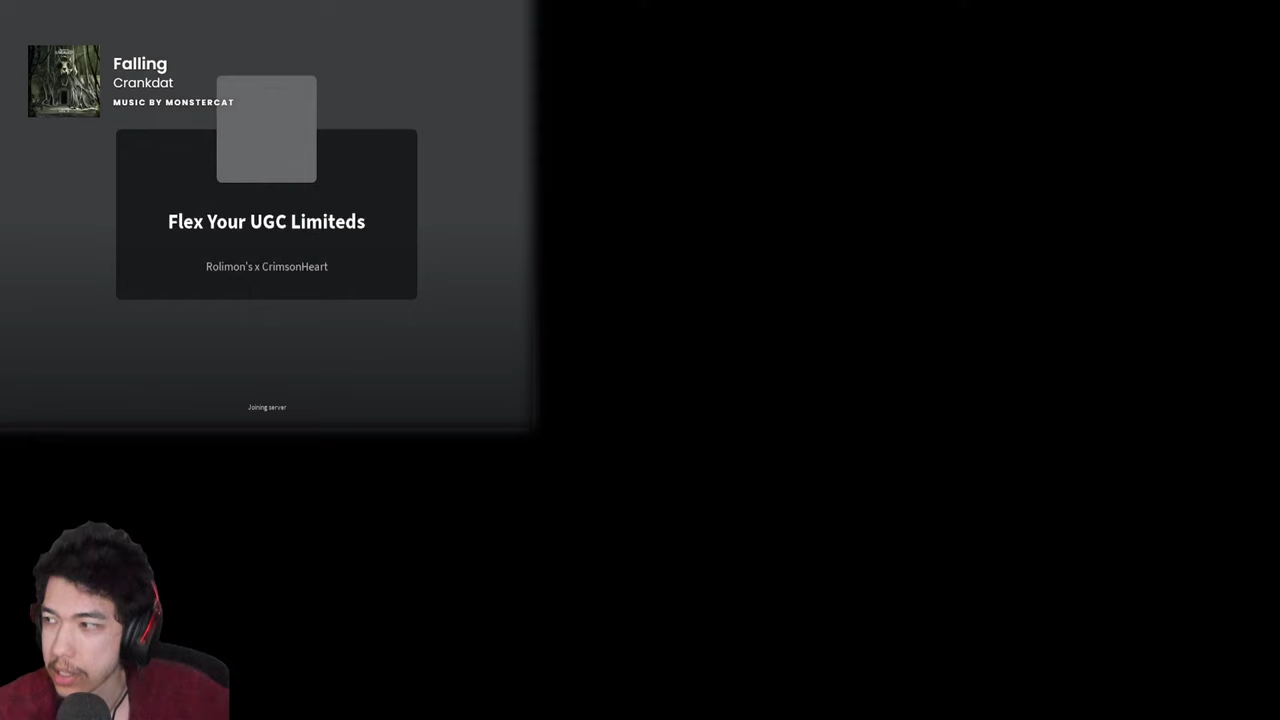 Falling
Crankdat
MUSIC BY MONSTERCAT
Flex Your UGC Limiteds
Rolimon's x CrimsonHeart
Joining server